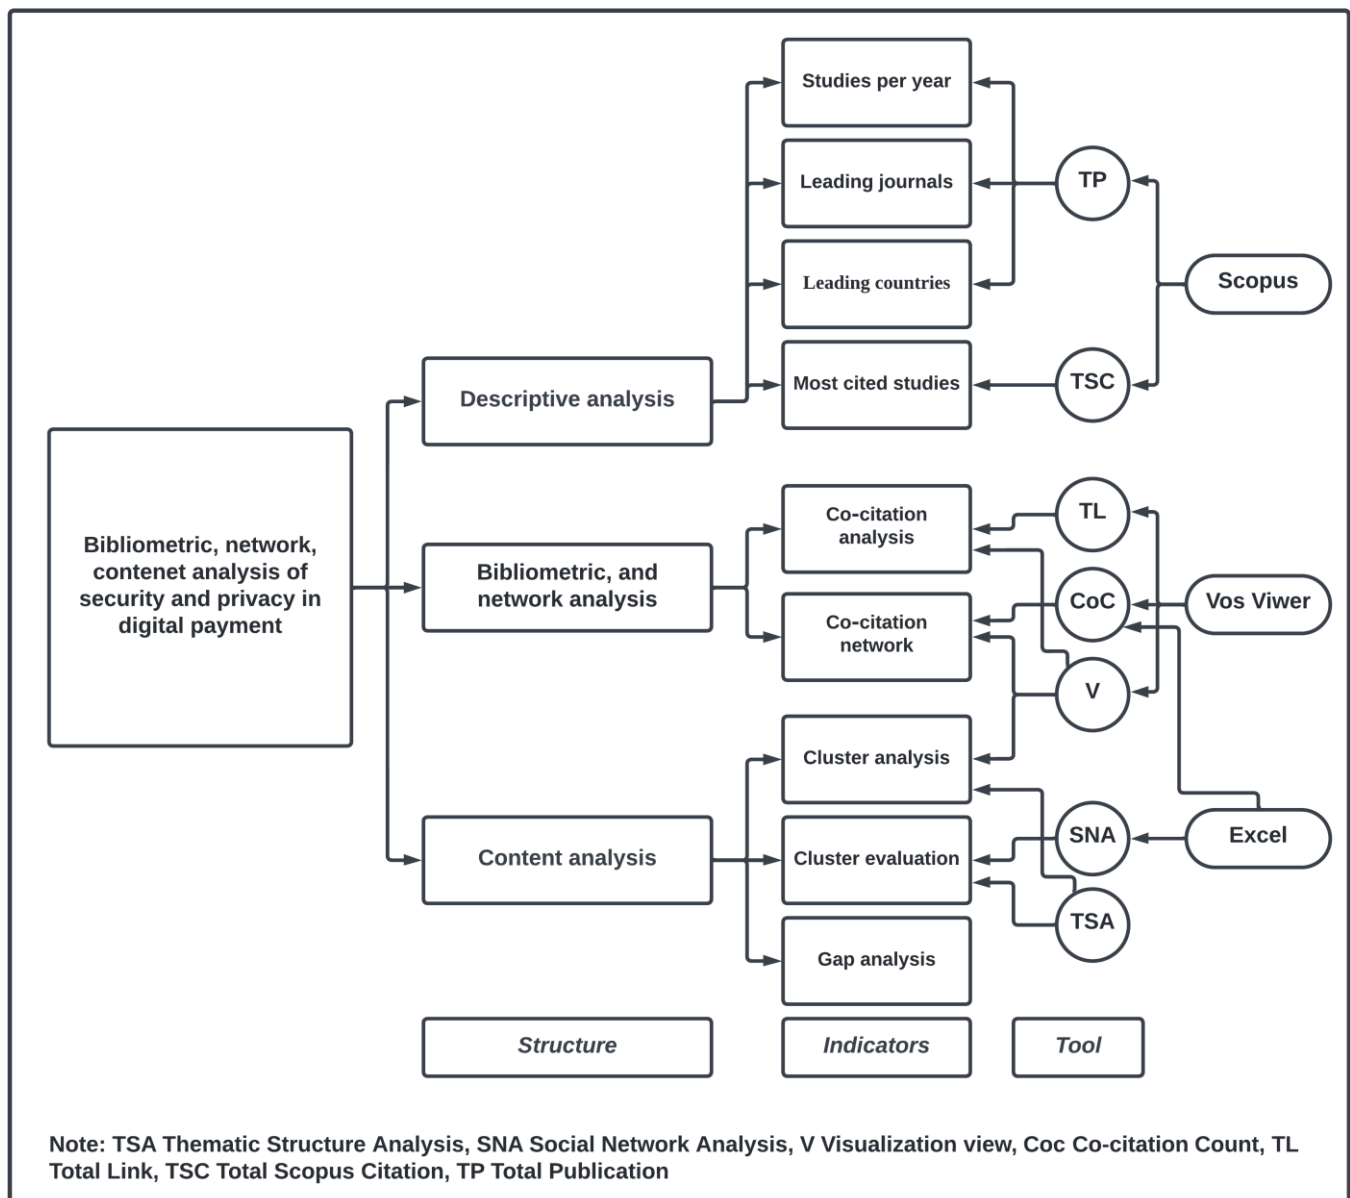 Studies per year
Leading journals
TP
Leading countries
Scopus
Most cited studies
TSC
Descriptive analysis
Bibliometric, network,
contenet analysis of
security and privacy in
digital payment
Bibliometric, and
network analysis
Co-citation
analysis
TL
Co-citation
network
CoC
Vos Viwer
V
Cluster analysis
Content analysis
Cluster evaluation
SNA
Excel
TSA
Gap analysis
Structure
Indicators
Tool
Note: TSA Thematic Structure Analysis, SNA Social Network Analysis, V Visualization view, Coc Co-citation Count, TL
Total Link, TSC Total Scopus Citation, TP Total Publication